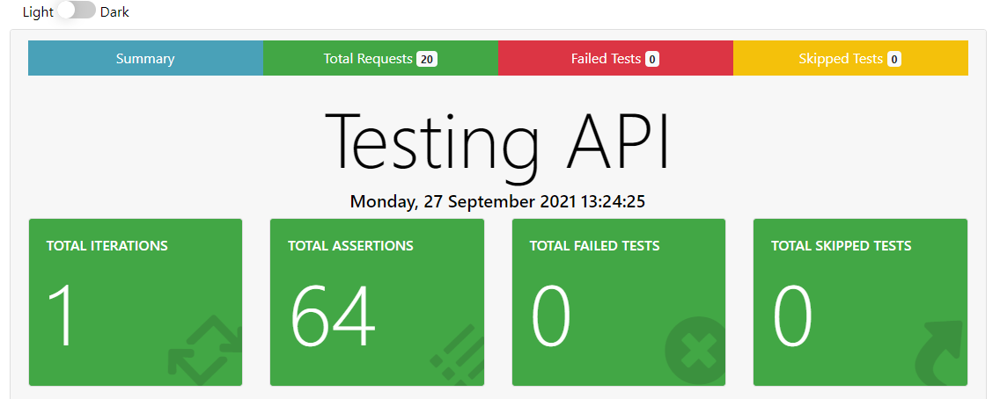 Light Dark
Summary Total Requests 20 Failed Tests 0 Skipped Tests 0
Testing API
Monday, 27 September 2021 13:24:25
TOTAL ITERATIONS TOTAL ASSERTIONS TOTAL FAILED TESTS TOTAL SKIPPED TESTS
1 64 0 0